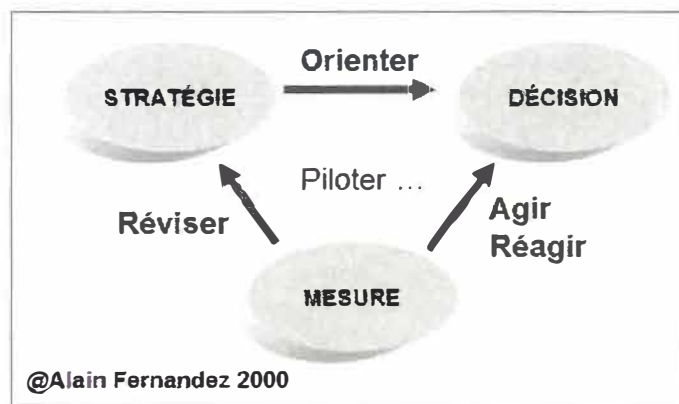 Orienter
STRATÉGIE
DÉCISION
Piloter ...
Réviser
Agir
Réagir
MESURE
@Alain Fernandez 2000